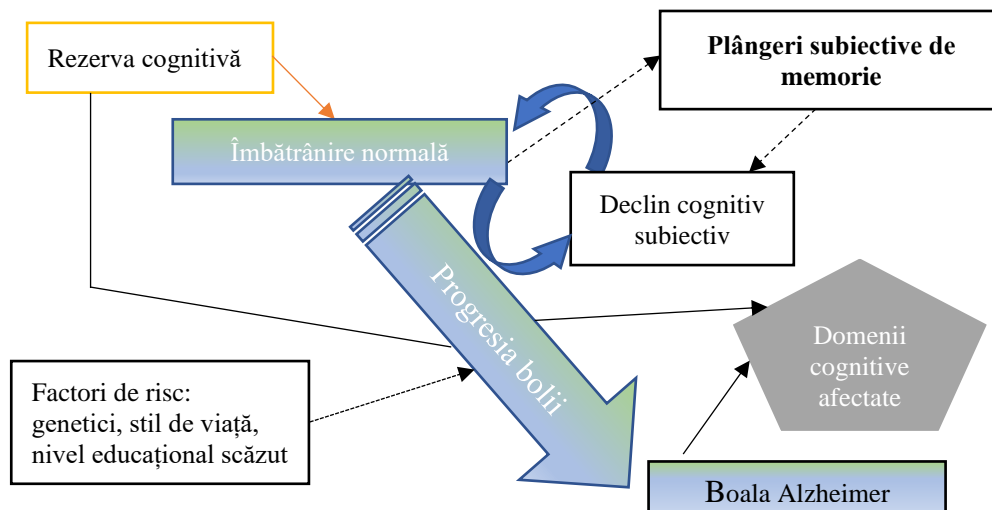 Rezerva cognitivă
Plângeri subiective de
memorie
Îmbătrânire normală
Declin cognitiv
subiectiv
Progresia bolii
Domenii
cognitive
afectate
Factori de risc:
genetici, stil de viață,
nivel educațional scăzut
Boala Alzheimer